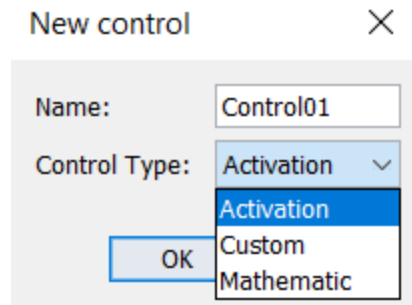 New control
Name: Control01
Control Type: Activation
Activation
Custom
OK
Mathematic